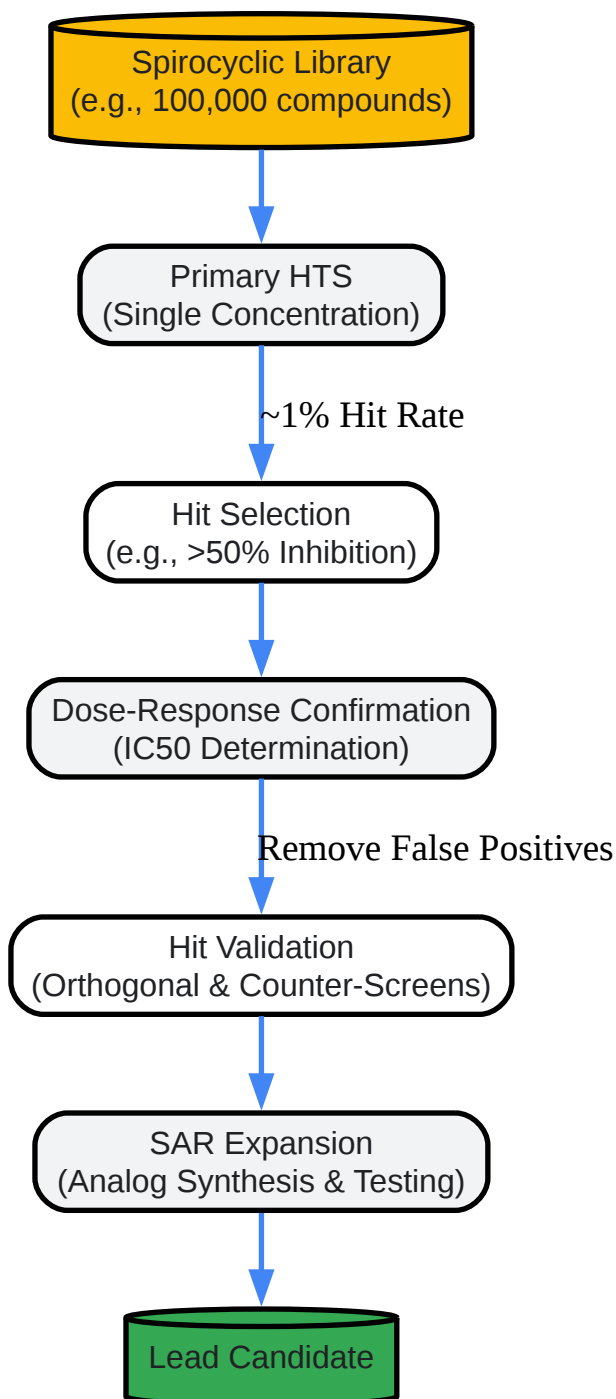 Spirocyclic Library
(e.g., 100,000 compounds)
Primary HTS
(Single Concentration)
~1% Hit Rate
Hit Selection
(e.g., >50% Inhibition)
Dose-Response Confirmation
(IC50 Determination)
Remove False Positives
Hit Validation
(Orthogonal & Counter-Screens)
SAR Expansion
(Analog Synthesis & Testing)
Lead Candidate